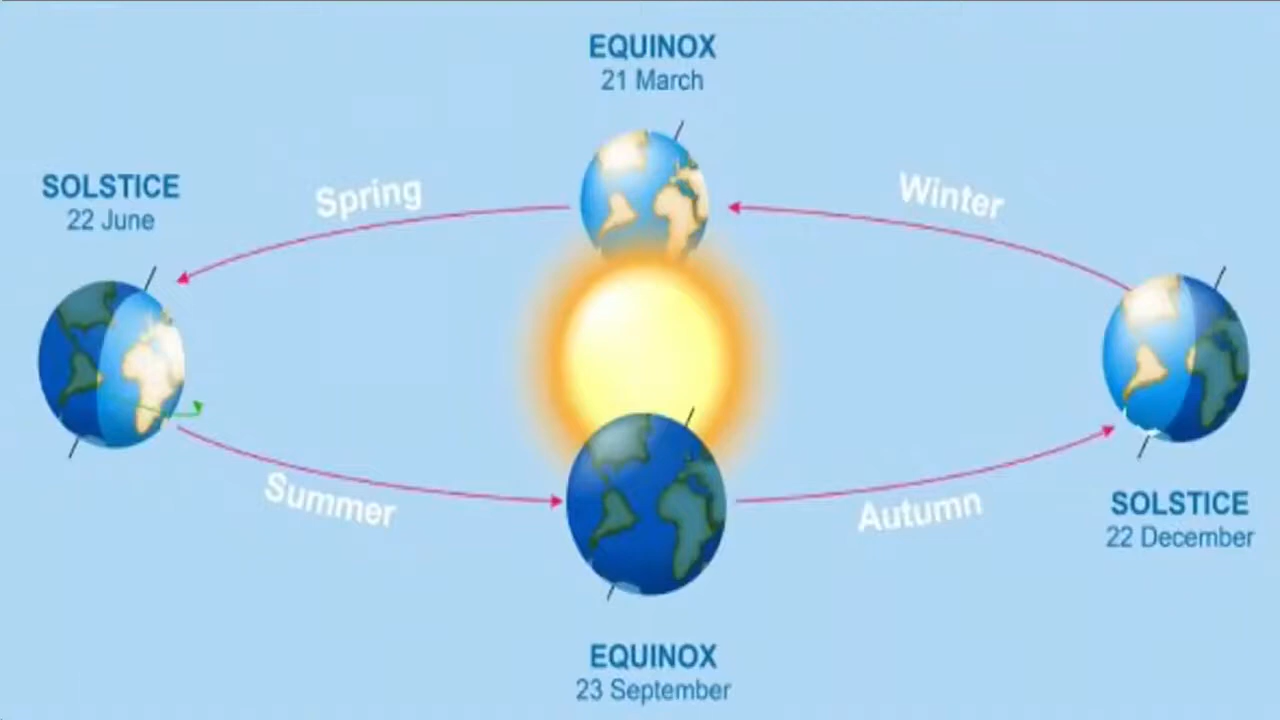 EQUINOX
21 March
SOLSTICE
22 June
Spring
Winter
Summer
Autumn
SOLSTICE
22 December
EQUINOX
23 September